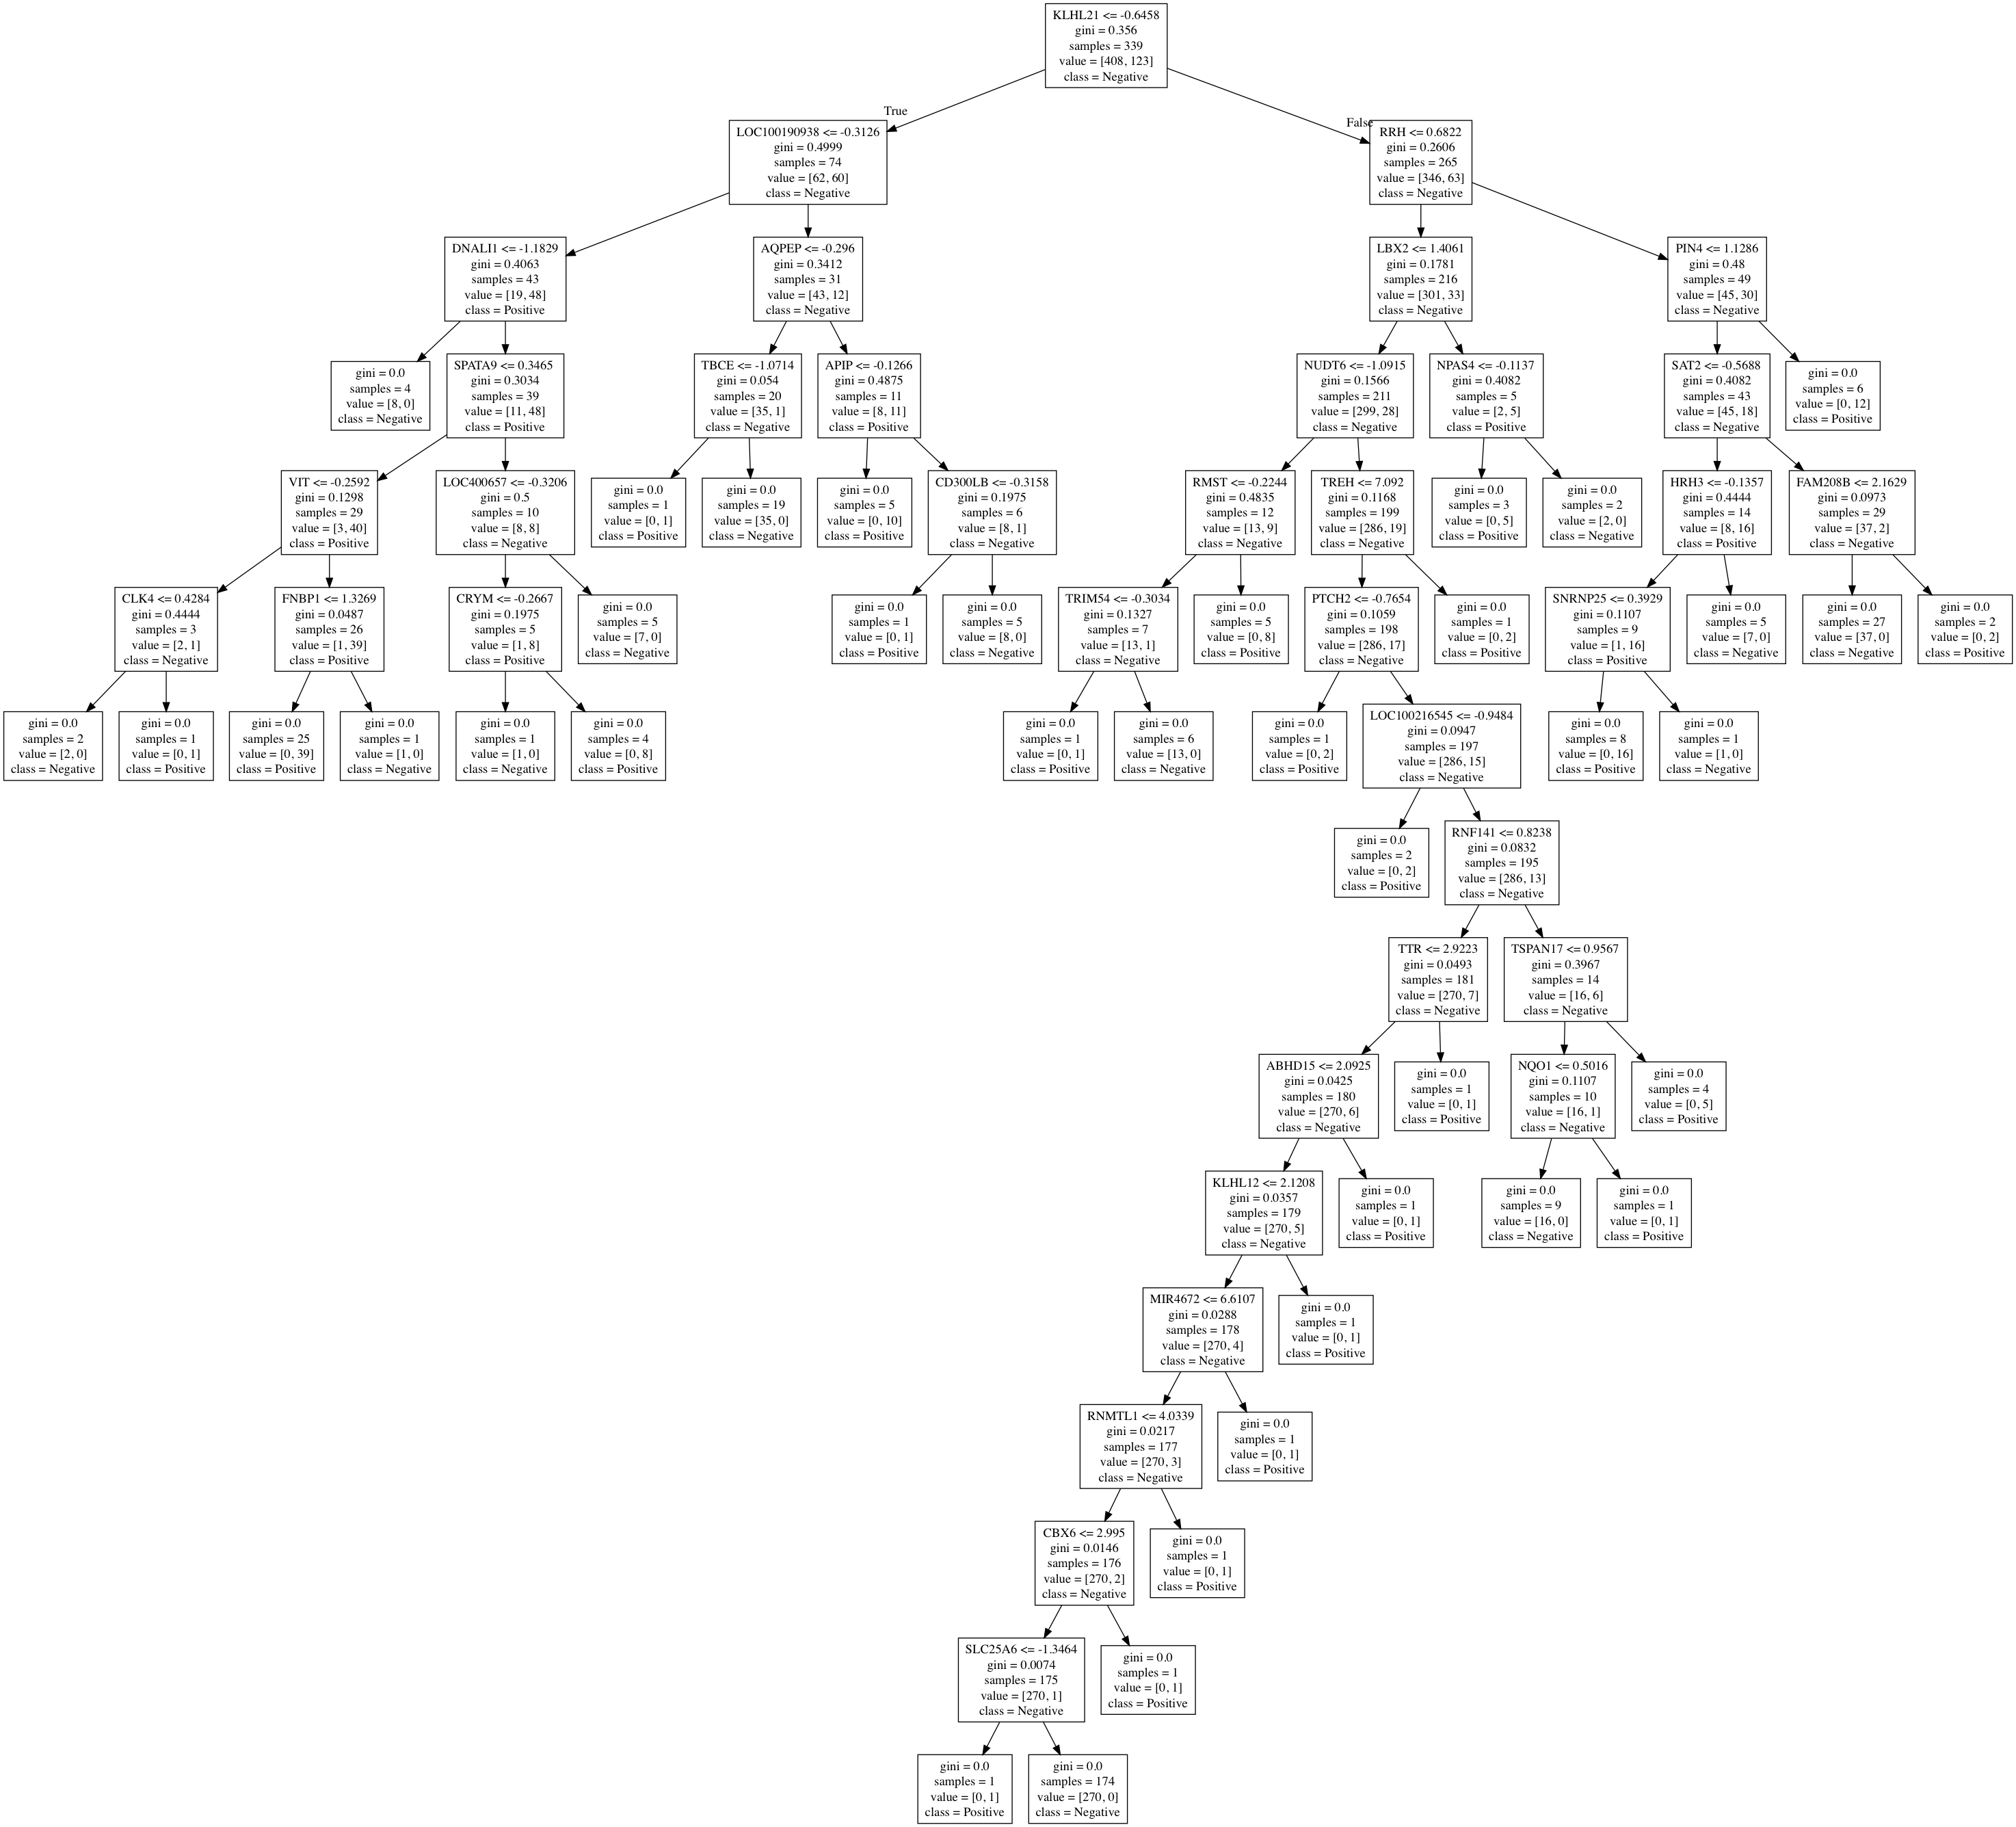 KLHL21 <= -0.6458
gini = 0.356
samples = 339
value = [408, 123]
class = Negative
True
False
LOC100190938 <= -0.3126
gini = 0.4999
samples = 74
value = [62, 60]
class = Negative
RRH <= 0.6822
gini = 0.2606
samples = 265
value = [346, 63]
class = Negative
DNALI1 <= -1.1829
gini = 0.4063
samples = 43
value = [19, 48]
class = Positive
AQPEP <= -0.296
gini = 0.3412
samples = 31
value = [43, 12]
class = Negative
LBX2 <= 1.4061
gini = 0.1781
samples = 216
value = [301, 33]
class = Negative
PIN4 <= 1.1286
gini = 0.48
samples = 49
value = [45, 30]
class = Negative
gini = 0.0
samples = 4
value = [8, 0]
class = Negative
SPATA9 <= 0.3465
gini = 0.3034
samples = 39
value = [11, 48]
class = Positive
TBCE <= -1.0714
gini = 0.054
samples = 20
value = [35, 1]
class = Negative
APIP <= -0.1266
gini = 0.4875
samples = 11
value = [8, 11]
class = Positive
NUDT6 <= -1.0915
gini = 0.1566
samples = 211
value = [299, 28]
class = Negative
NPAS4 <= -0.1137
gini = 0.4082
samples = 5
value = [2, 5]
class = Positive
SAT2 <= -0.5688
gini = 0.4082
samples = 43
value = [45, 18]
class = Negative
gini = 0.0
samples = 6
value = [0, 12]
class = Positive
VIT <= -0.2592
gini = 0.1298
samples = 29
value = [3, 40]
class = Positive
LOC400657 <= -0.3206
gini = 0.5
samples = 10
value = [8, 8]
class = Negative
gini = 0.0
samples = 1
value = [0, 1]
class = Positive
gini = 0.0
samples = 19
value = [35, 0]
class = Negative
gini = 0.0
samples = 5
value = [0, 10]
class = Positive
CD300LB <= -0.3158
gini = 0.1975
samples = 6
value = [8, 1]
class = Negative
RMST <= -0.2244
gini = 0.4835
samples = 12
value = [13, 9]
class = Negative
TREH <= 7.092
gini = 0.1168
samples = 199
value = [286, 19]
class = Negative
gini = 0.0
samples = 3
value = [0, 5]
class = Positive
gini = 0.0
samples = 2
value = [2, 0]
class = Negative
HRH3 <= -0.1357
gini = 0.4444
samples = 14
value = [8, 16]
class = Positive
FAM208B <= 2.1629
gini = 0.0973
samples = 29
value = [37, 2]
class = Negative
CLK4 <= 0.4284
gini = 0.4444
samples = 3
value = [2, 1]
class = Negative
FNBP1 <= 1.3269
gini = 0.0487
samples = 26
value = [1, 39]
class = Positive
CRYM <= -0.2667
gini = 0.1975
samples = 5
value = [1, 8]
class = Positive
gini = 0.0
samples = 5
value = [7, 0]
class = Negative
gini = 0.0
samples = 1
value = [0, 1]
class = Positive
gini = 0.0
samples = 5
value = [8, 0]
class = Negative
TRIM54 <= -0.3034
gini = 0.1327
samples = 7
value = [13, 1]
class = Negative
gini = 0.0
samples = 5
value = [0, 8]
class = Positive
PTCH2 <= -0.7654
gini = 0.1059
samples = 198
value = [286, 17]
class = Negative
gini = 0.0
samples = 1
value = [0, 2]
class = Positive
SNRNP25 <= 0.3929
gini = 0.1107
samples = 9
value = [1, 16]
class = Positive
gini = 0.0
samples = 5
value = [7, 0]
class = Negative
gini = 0.0
samples = 27
value = [37, 0]
class = Negative
gini = 0.0
samples = 2
value = [0, 2]
class = Positive
gini = 0.0
samples = 2
value = [2, 0]
class = Negative
gini = 0.0
samples = 1
value = [0, 1]
class = Positive
gini = 0.0
samples = 25
value = [0, 39]
class = Positive
gini = 0.0
samples = 1
value = [1, 0]
class = Negative
gini = 0.0
samples = 1
value = [1, 0]
class = Negative
gini = 0.0
samples = 4
value = [0, 8]
class = Positive
gini = 0.0
samples = 1
value = [0, 1]
class = Positive
gini = 0.0
samples = 6
value = [13, 0]
class = Negative
gini = 0.0
samples = 1
value = [0, 2]
class = Positive
LOC100216545 <= -0.9484
gini = 0.0947
samples = 197
value = [286, 15]
class = Negative
gini = 0.0
samples = 8
value = [0, 16]
class = Positive
gini = 0.0
samples = 1
value = [1, 0]
class = Negative
gini = 0.0
samples = 2
value = [0, 2]
class = Positive
RNF141 <= 0.8238
gini = 0.0832
samples = 195
value = [286, 13]
class = Negative
TTR <= 2.9223
gini = 0.0493
samples = 181
value = [270, 7]
class = Negative
TSPAN17 <= 0.9567
gini = 0.3967
samples = 14
value = [16, 6]
class = Negative
ABHD15 <= 2.0925
gini = 0.0425
samples = 180
value = [270, 6]
class = Negative
gini = 0.0
samples = 1
value = [0, 1]
class = Positive
NQO1 <= 0.5016
gini = 0.1107
samples = 10
value = [16, 1]
class = Negative
gini = 0.0
samples = 4
value = [0, 5]
class = Positive
KLHL12 <= 2.1208
gini = 0.0357
samples = 179
value = [270, 5]
class = Negative
gini = 0.0
samples = 1
value = [0, 1]
class = Positive
gini = 0.0
samples = 9
value = [16, 0]
class = Negative
gini = 0.0
samples = 1
value = [0, 1]
class = Positive
MIR4672 <= 6.6107
gini = 0.0288
samples = 178
value = [270, 4]
class = Negative
gini = 0.0
samples = 1
value = [0, 1]
class = Positive
RNMTL1 <= 4.0339
gini = 0.0217
samples = 177
value = [270, 3]
class = Negative
gini = 0.0
samples = 1
value = [0, 1]
class = Positive
CBX6 <= 2.995
gini = 0.0146
samples = 176
value = [270, 2]
class = Negative
gini = 0.0
samples = 1
value = [0, 1]
class = Positive
SLC25A6 <= -1.3464
gini = 0.0074
samples = 175
value = [270, 1]
class = Negative
gini = 0.0
samples = 1
value = [0, 1]
class = Positive
gini = 0.0
samples = 1
value = [0, 1]
class = Positive
gini = 0.0
samples = 174
value = [270, 0]
class = Negative